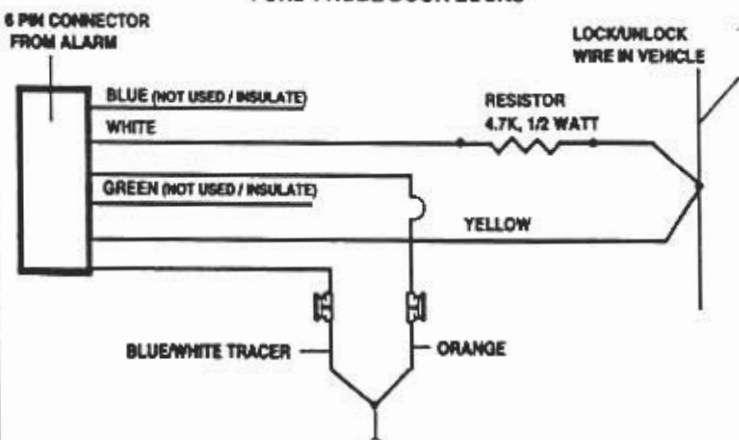 6 PIN CONNECTOR
FROM ALARM
LOCK/UNLOCK
WIRE IN VEHICLE
BLUE (NOT USED / INSULATE)
RESISTOR
4.7K, 1/2 WATT
WHITE
GREEN (NOT USED / INSULATE)
YELLOW
BLUE/WHITE TRACER
ORANGE